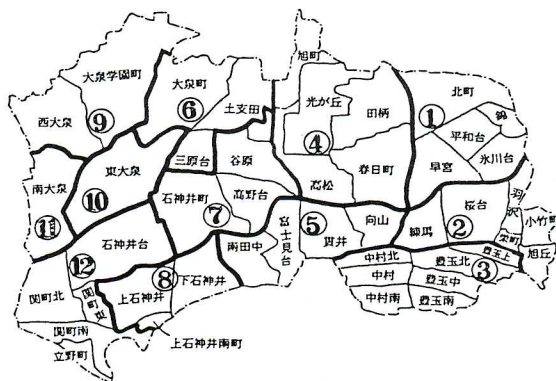 旭町
大泉学園町
大泉町
⑥
土支田
光が丘
田柄
北町
①
錦
平和台
氷川台
早宮
西大泉
⑨
④
三原台
谷原
春日町
高松
東大泉
南大泉
⑩
⑪
石神井町
高野台
⑦
富士見台
⑤
貫井
向山
練馬
桜台
②
羽沢
小竹町
栄町
旭丘
石神井台
南田中
⑫
⑧
下石神井
上石神井
関町北
関町東
関町南
立野町
上石神井南町
中村北
中村
中村南
豊玉北
豊玉上
③
豊玉中
豊玉南